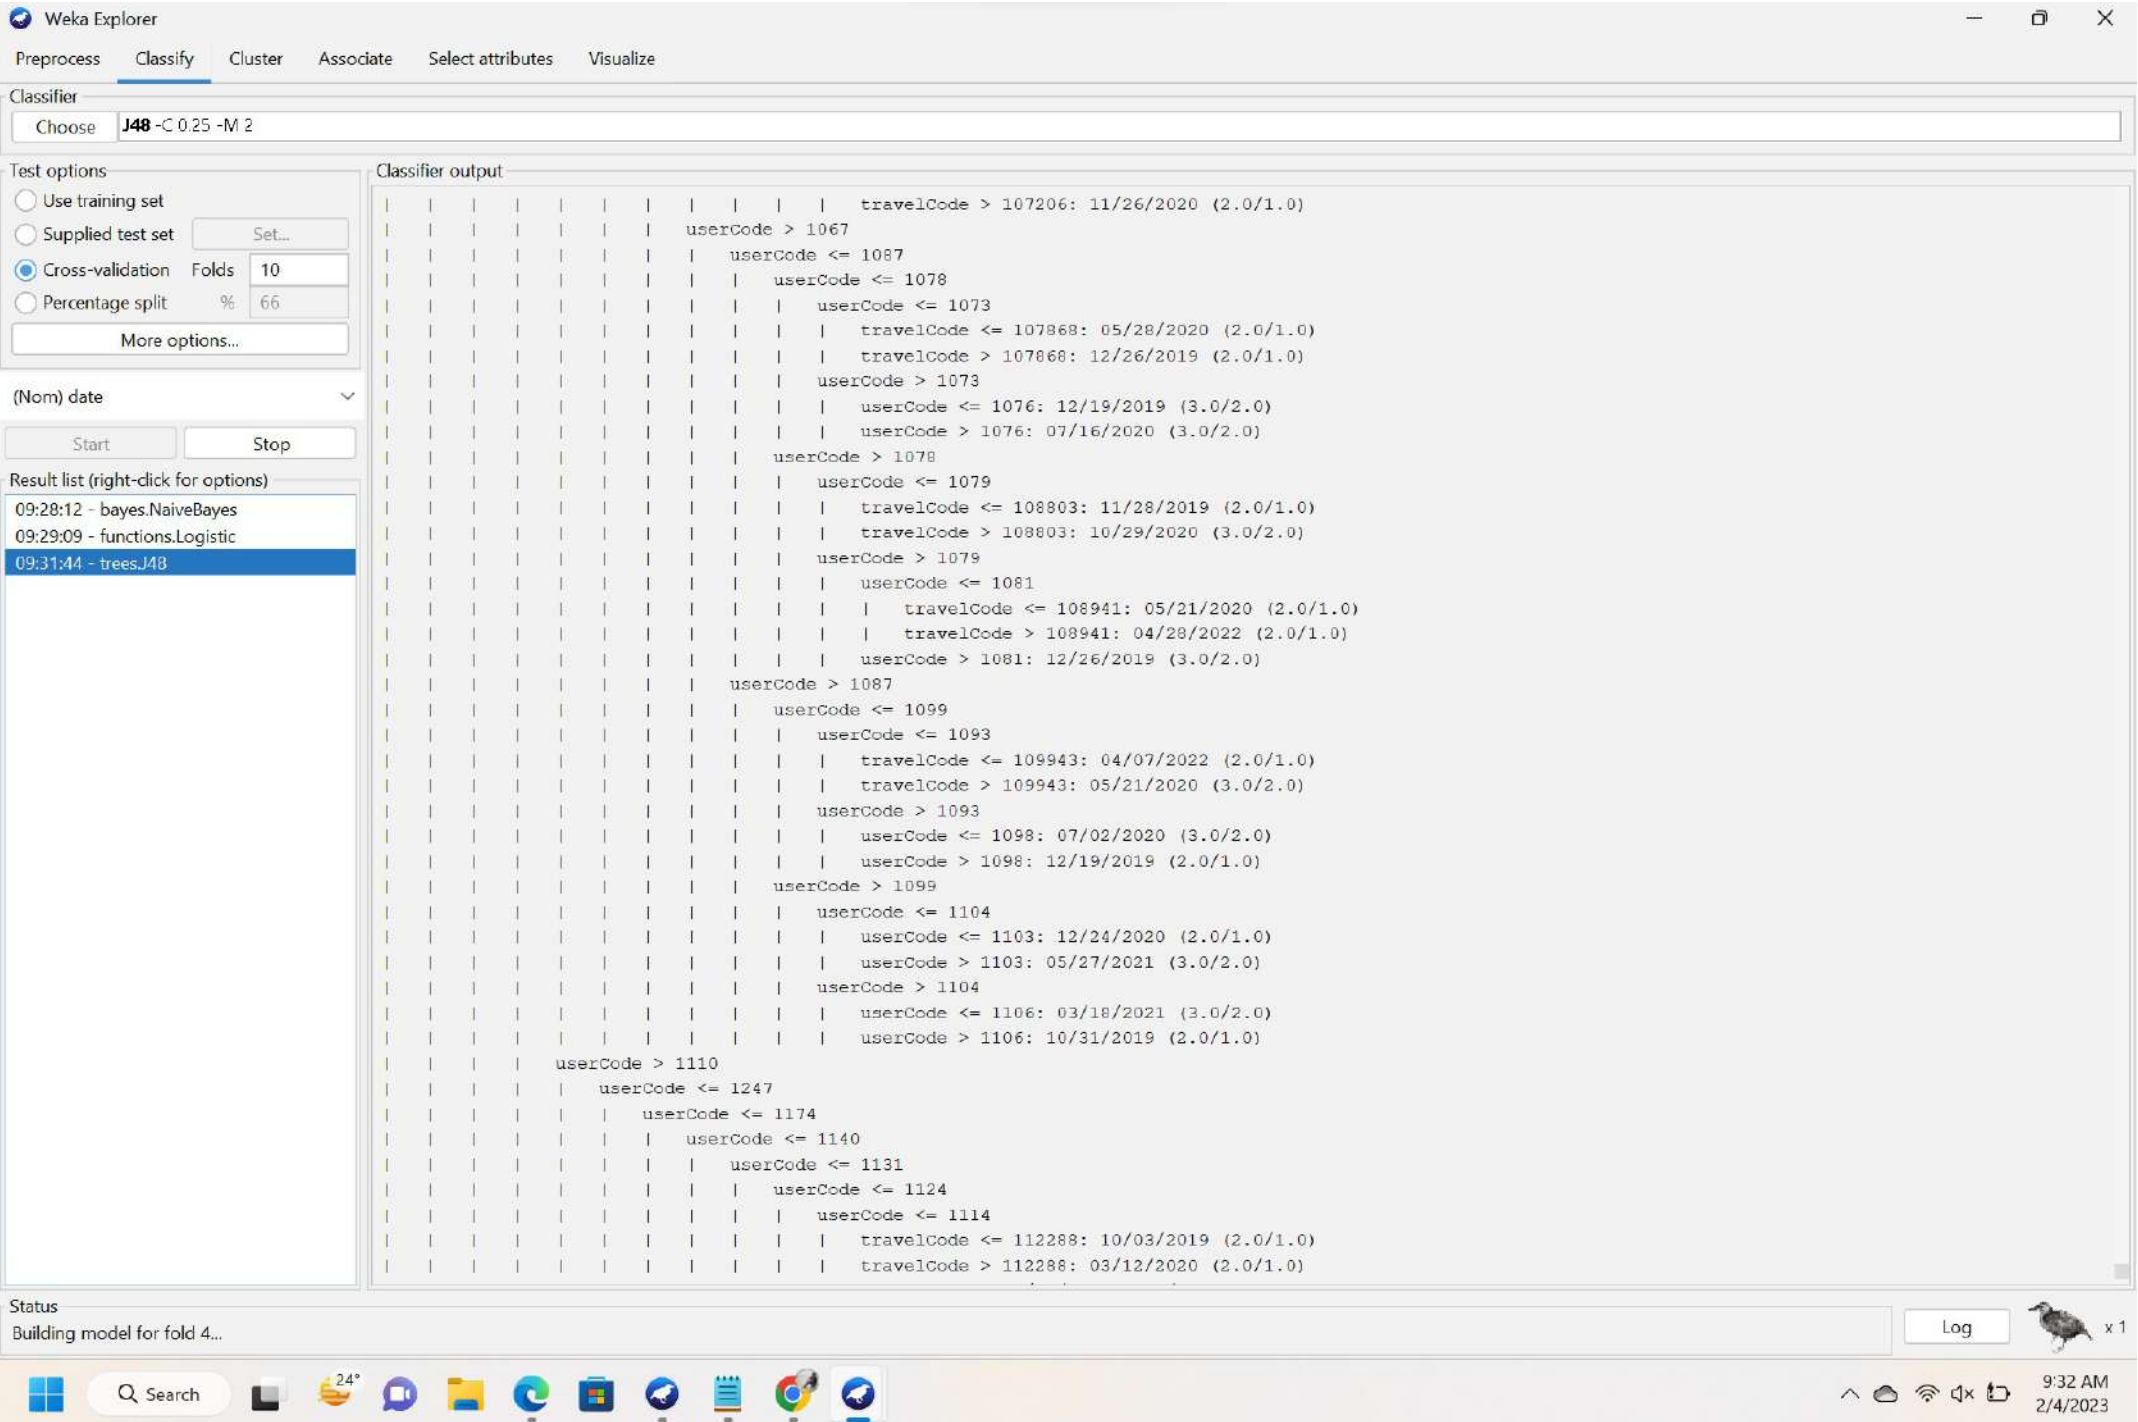 Weka Explorer
Preprocess Classify Cluster Associate Select attributes Visualize
Classifier
Choose J48 -C 0.25 -M 2
Test options
Use training set
Supplied test set Set...
Cross-validation Folds 10
Percentage split % 66
More options...
(Nom) date
Start Stop
Result list (right-click for options)
09:28:12 - bayes.NaiveBayes
09:29:09 - functions.Logistic
09:31:44 - trees.J48
Classifier output
| | | | | | | | | | | travelCode > 107206: 11/26/2020 (2.0/1.0)
| | | | | | | userCode > 1067
| | | | | | | | userCode <= 1087
| | | | | | | | | userCode <= 1078
| | | | | | | | | | userCode <= 1073
| | | | | | | | | | | travelCode <= 107868: 05/28/2020 (2.0/1.0)
| | | | | | | | | | | travelCode > 107868: 12/26/2019 (2.0/1.0)
| | | | | | | | | | userCode > 1073
| | | | | | | | | | | userCode <= 1076: 12/19/2019 (3.0/2.0)
| | | | | | | | | | | userCode > 1076: 07/16/2020 (3.0/2.0)
| | | | | | | | | userCode > 1078
| | | | | | | | | | userCode <= 1079
| | | | | | | | | | | travelCode <= 108803: 11/28/2019 (2.0/1.0)
| | | | | | | | | | | travelCode > 108803: 10/29/2020 (3.0/2.0)
| | | | | | | | | | userCode > 1079
| | | | | | | | | | | userCode <= 1081
| | | | | | | | | | | | travelCode <= 108941: 05/21/2020 (2.0/1.0)
| | | | | | | | | | | | travelCode > 108941: 04/28/2022 (2.0/1.0)
| | | | | | | | | | | userCode > 1081: 12/26/2019 (3.0/2.0)
| | | | | | | | userCode > 1087
| | | | | | | | | userCode <= 1099
| | | | | | | | | | userCode <= 1093
| | | | | | | | | | | travelCode <= 109943: 04/07/2022 (2.0/1.0)
| | | | | | | | | | | travelCode > 109943: 05/21/2020 (3.0/2.0)
| | | | | | | | | | userCode > 1093
| | | | | | | | | | | userCode <= 1098: 07/02/2020 (3.0/2.0)
| | | | | | | | | | | userCode > 1098: 12/19/2019 (2.0/1.0)
| | | | | | | | | userCode > 1099
| | | | | | | | | | userCode <= 1104
| | | | | | | | | | | userCode <= 1103: 12/24/2020 (2.0/1.0)
| | | | | | | | | | | userCode > 1103: 05/27/2021 (3.0/2.0)
| | | | | | | | | | userCode > 1104
| | | | | | | | | | | userCode <= 1106: 03/18/2021 (3.0/2.0)
| | | | | | | | | | | userCode > 1106: 10/31/2019 (2.0/1.0)
| | | | userCode > 1110
| | | | | userCode <= 1247
| | | | | | userCode <= 1174
| | | | | | | userCode <= 1140
| | | | | | | | userCode <= 1131
| | | | | | | | | userCode <= 1124
| | | | | | | | | | userCode <= 1114
| | | | | | | | | | | travelCode <= 112288: 10/03/2019 (2.0/1.0)
| | | | | | | | | | | travelCode > 112288: 03/12/2020 (2.0/1.0)
Status
Building model for fold 4...
Log x 1
Search 24°
9:32 AM
2/4/2023